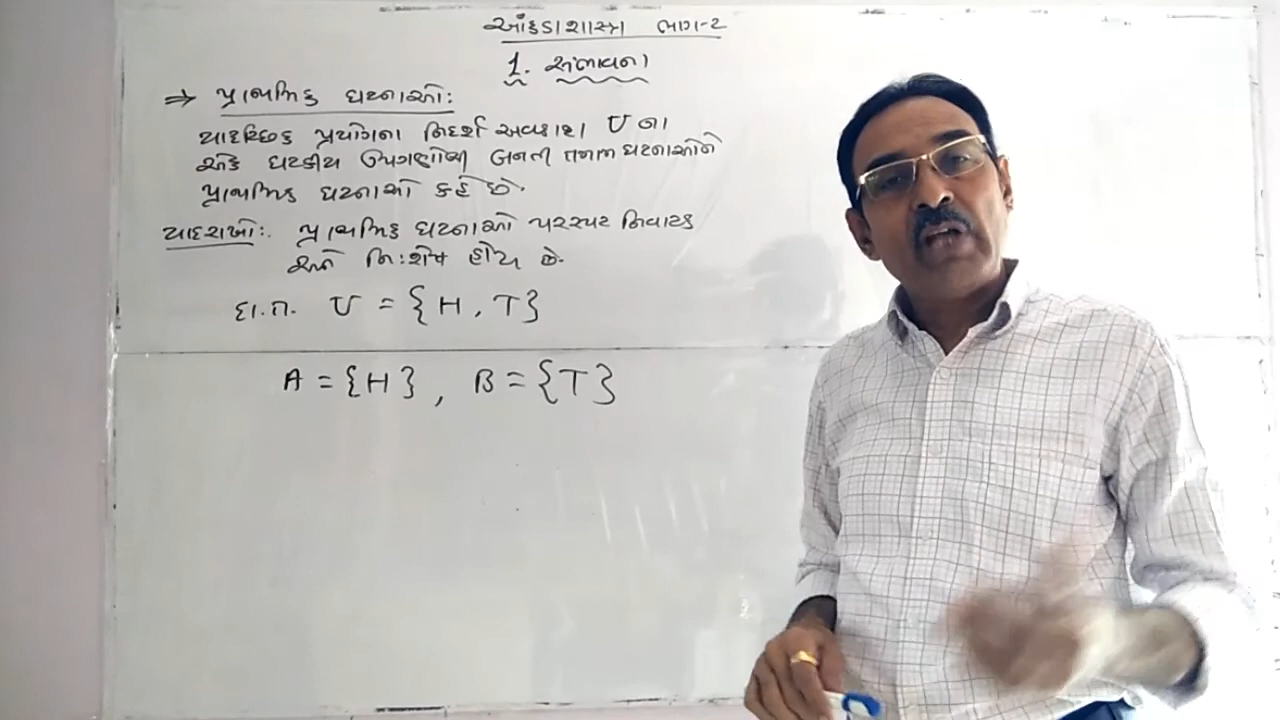 આંકડાશાસ્ત્ર ભાગ-2
1. સંભાવના
⇒ પ્રાથમિક ઘટનાઓ:
યાદચ્છિક પ્રયોગના નિદર્શ અવકાશ U ના
એક ઘટકીય ઉપગણોથી બનતી તમામ ઘટનાઓને
પ્રાથમિક ઘટનાઓ કહે છે.
યાદરાખો:. પ્રાથમિક ઘટનાઓ પરસ્પર નિવારક
અને નિ:શેષ હોય છે.
દા.ત. U = {H, T}
A = {H}, B = {T}